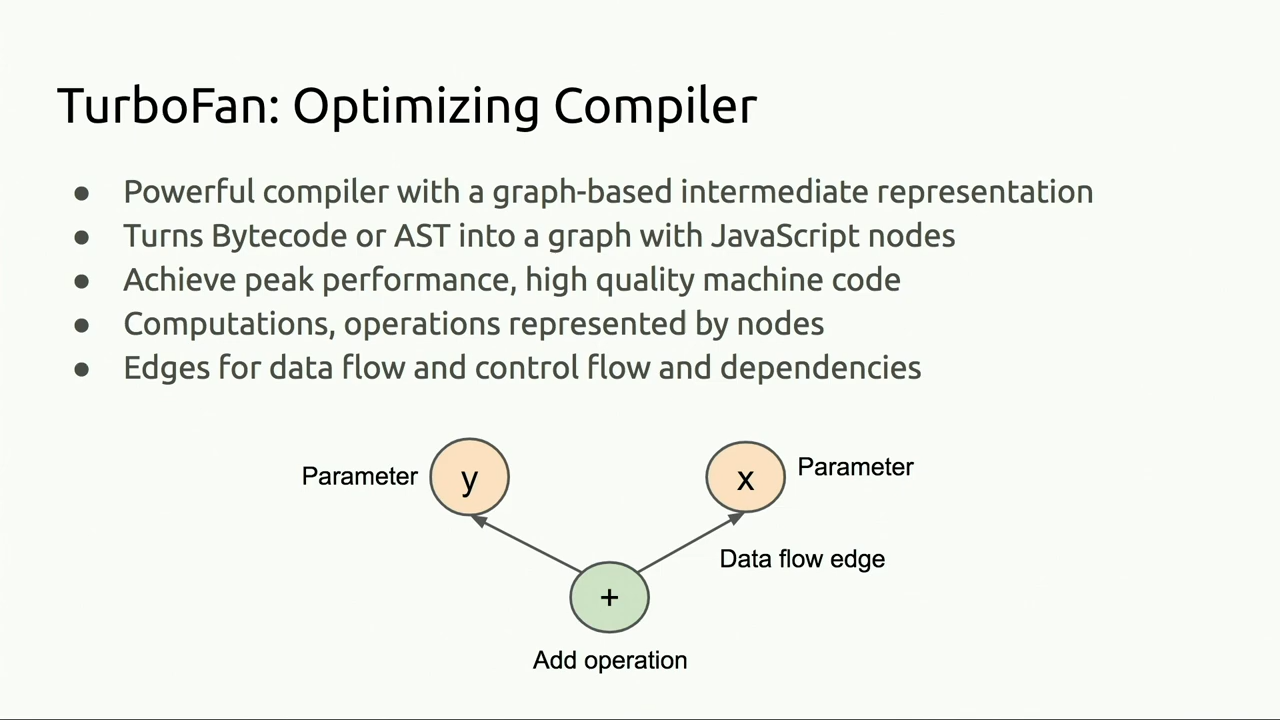 TurboFan: Optimizing Compiler
● Powerful compiler with a graph-based intermediate representation
● Turns Bytecode or AST into a graph with JavaScript nodes
● Achieve peak performance, high quality machine code
● Computations, operations represented by nodes
● Edges for data flow and control flow and dependencies
Parameter
y
x
Parameter
Data flow edge
+
Add operation